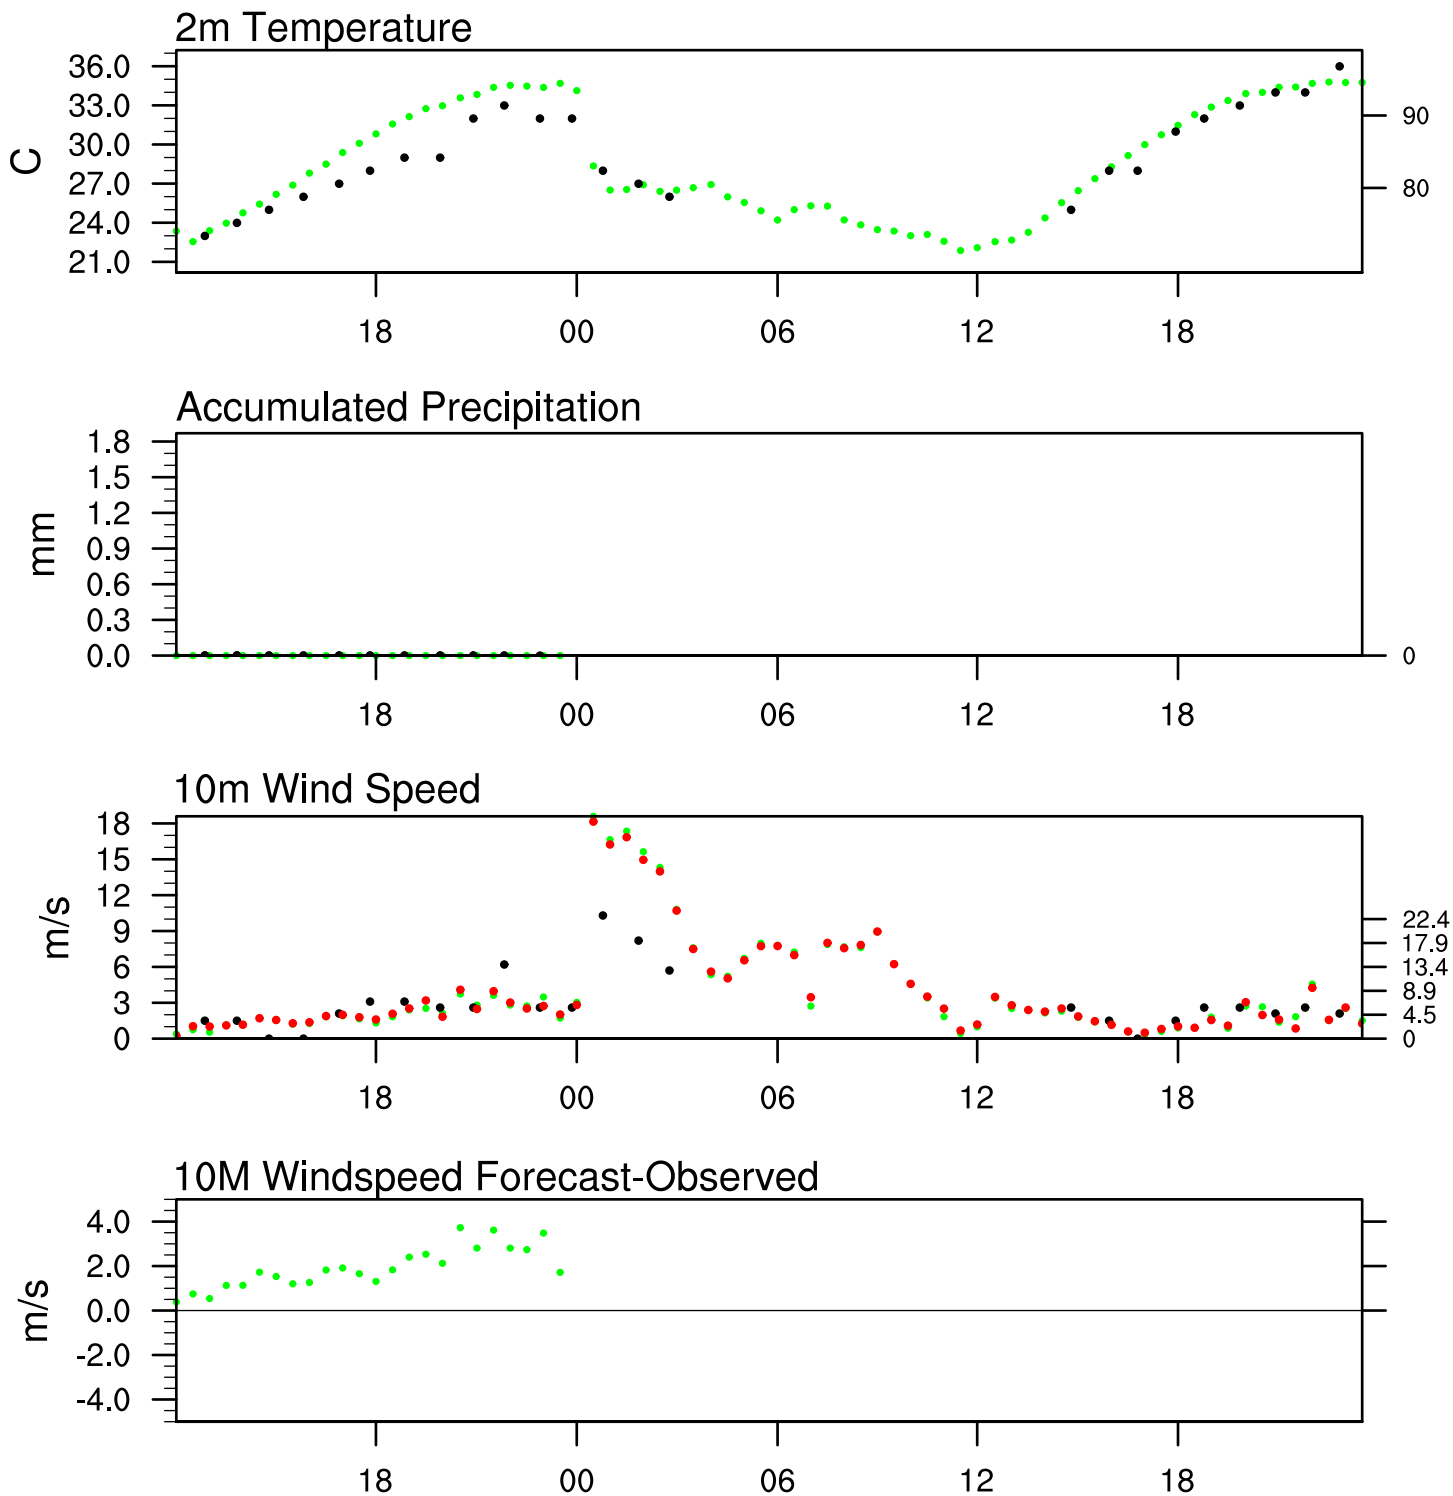 2m Temperature
36.0
33.0
30.0
27.0
24.0
21.0
C
90
80
18 00 06 12 18
Accumulated Precipitation
1.8
1.5
1.2
0.9
0.6
0.3
0.0
mm
0
18 00 06 12 18
10m Wind Speed
18
15
12
9
6
3
0
m/s
22.4
17.9
13.4
8.9
4.5
0
18 00 06 12 18
10M Windspeed Forecast-Observed
4.0
2.0
0.0
-2.0
-4.0
m/s
18 00 06 12 18